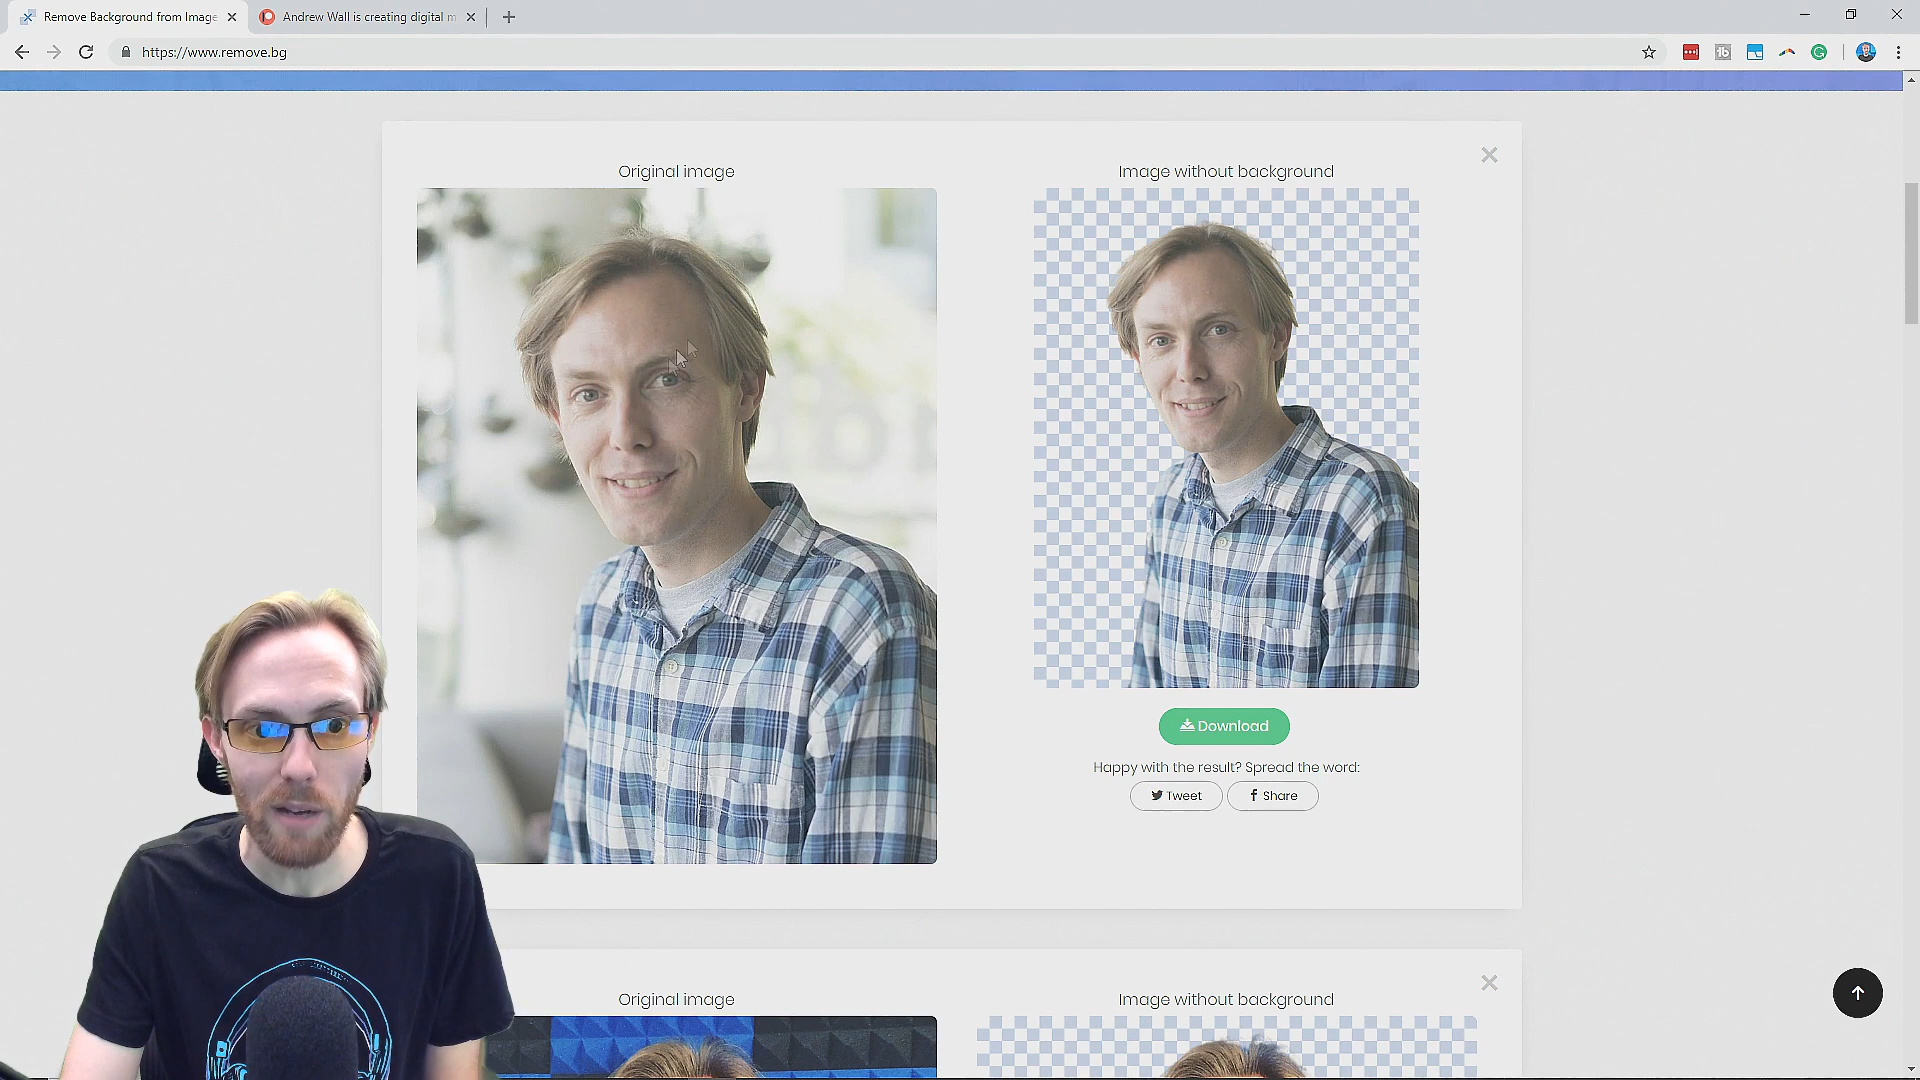 Remove Background from Image
Andrew Wall is creating digital m
https://www.remove.bg
Original image
Image without background
Download
Happy with the result? Spread the word:
Tweet
Share
Original image
Image without background